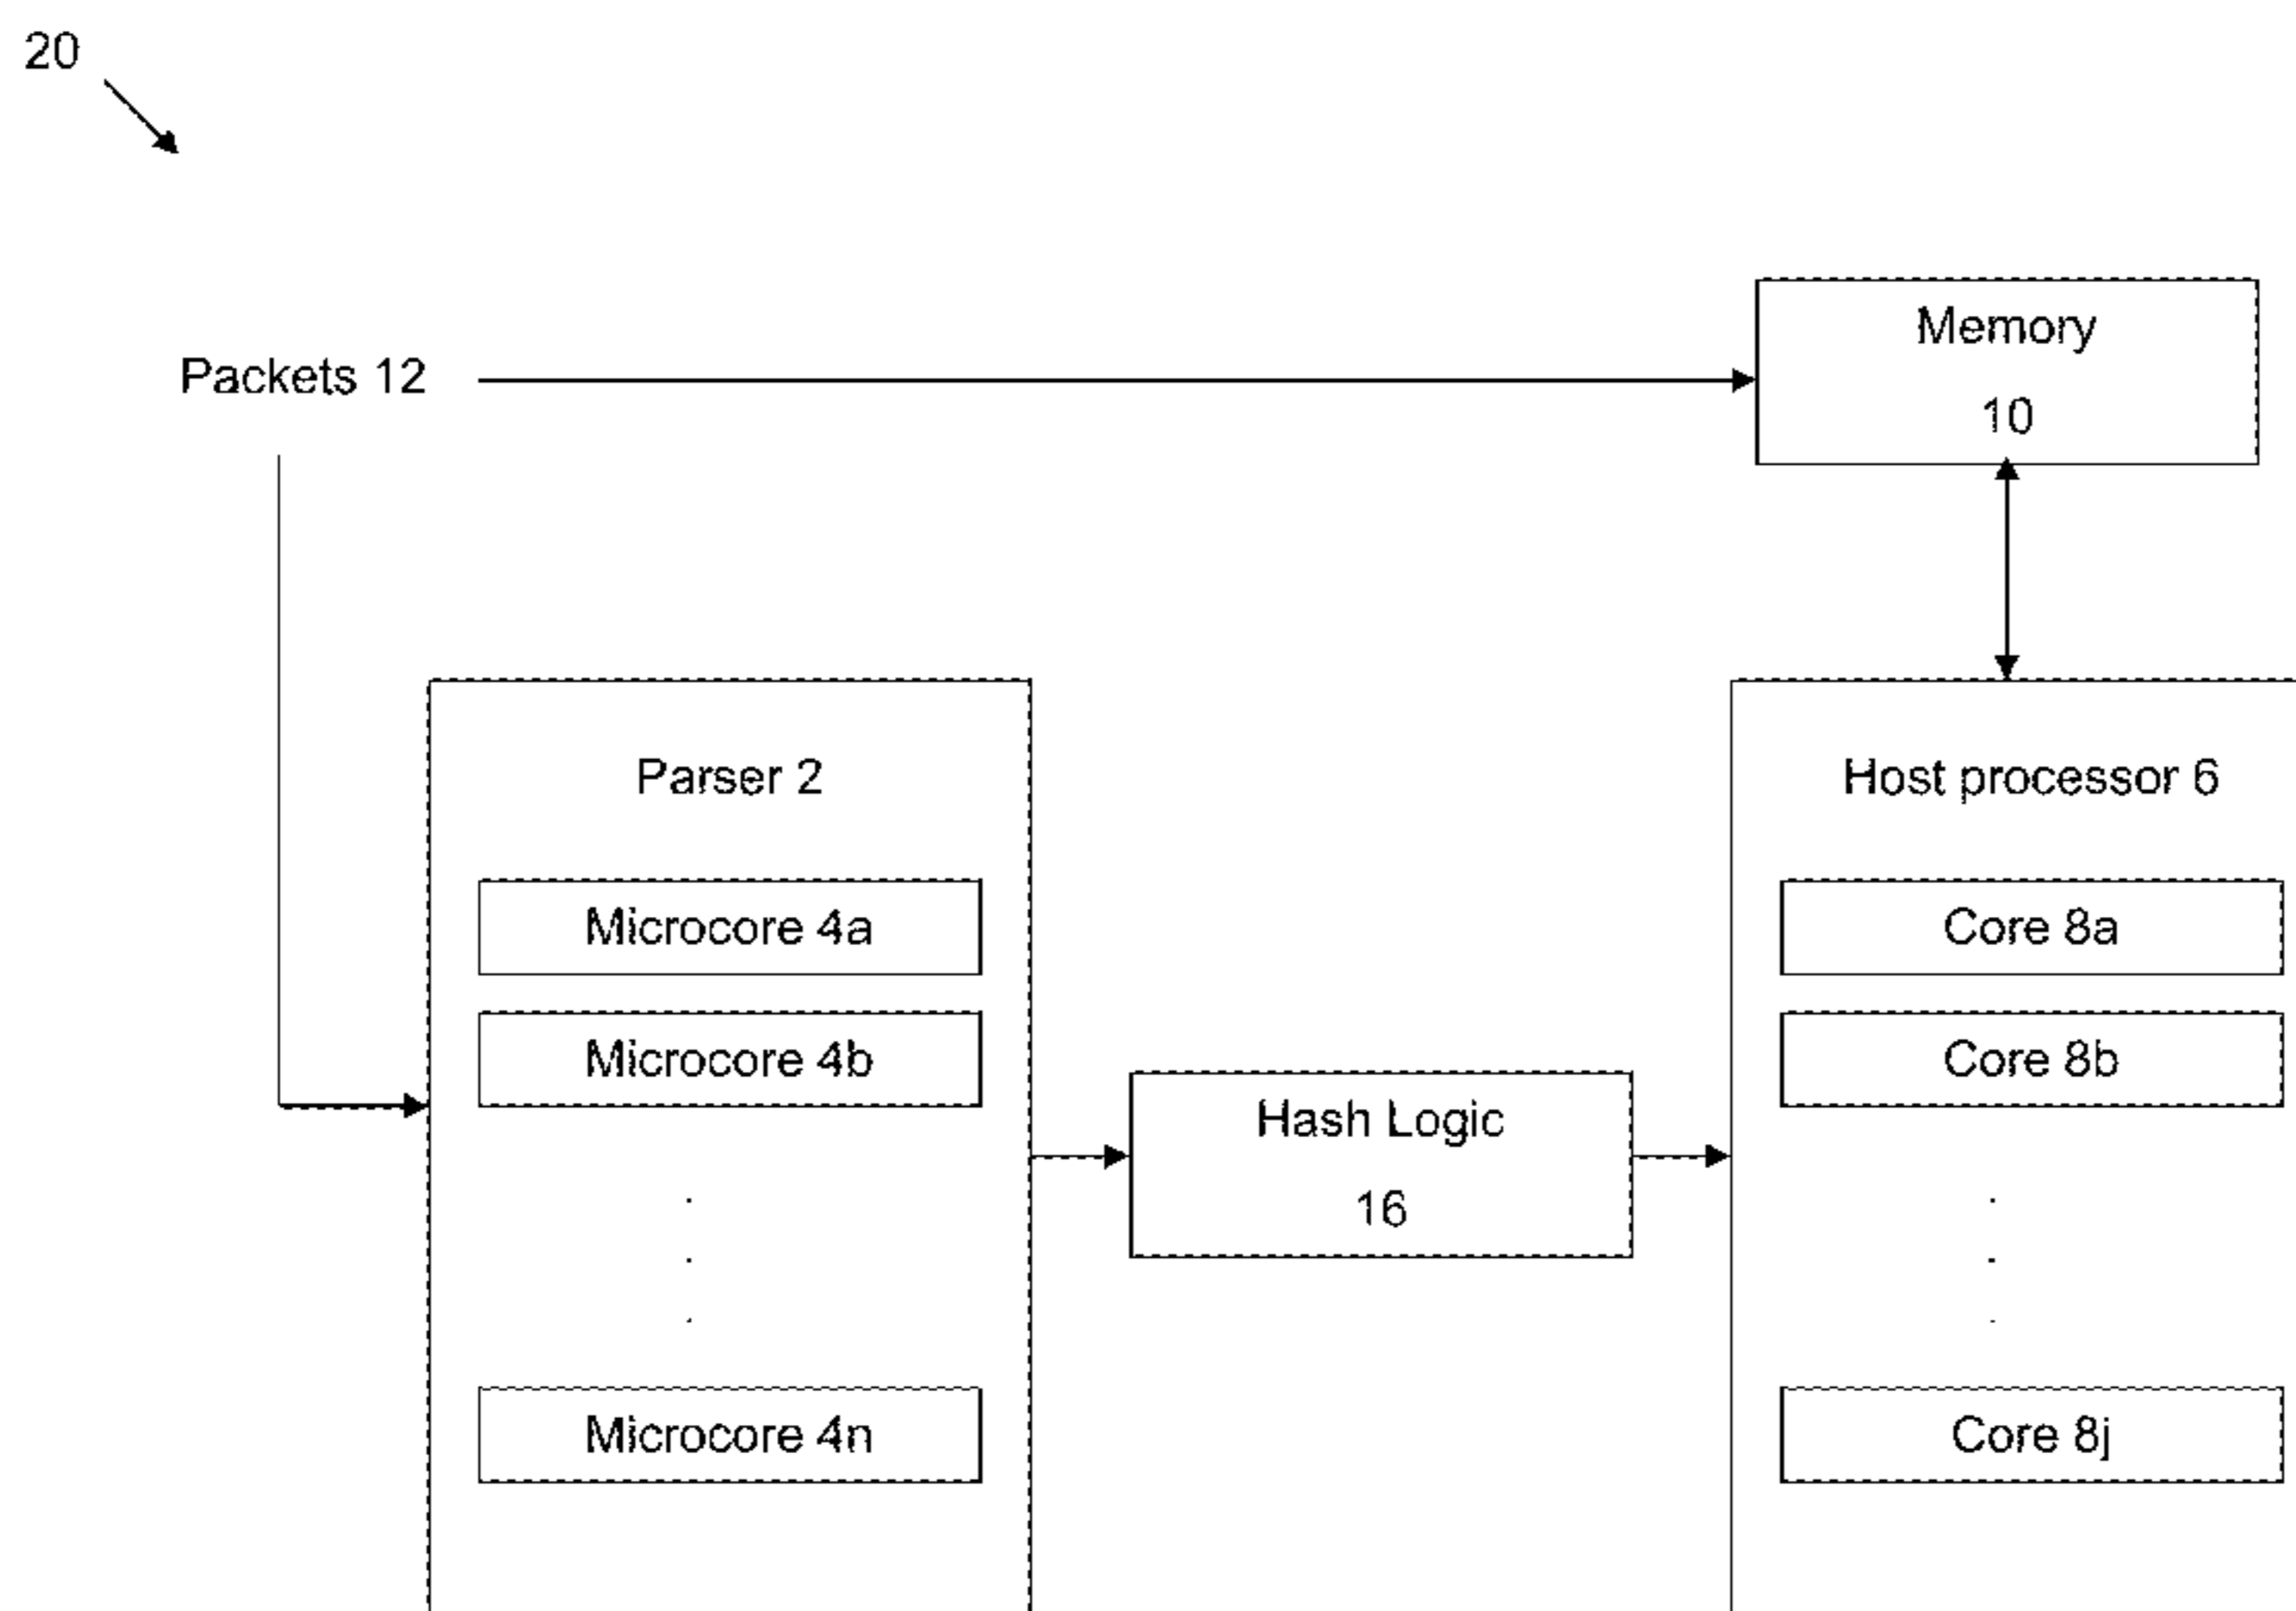 20
Packets 12
Memory
10
Parser 2
Microcore 4a
Microcore 4b
Microcore 4n
Hash Logic
16
Host processor 6
Core 8a
Core 8b
Core 8j